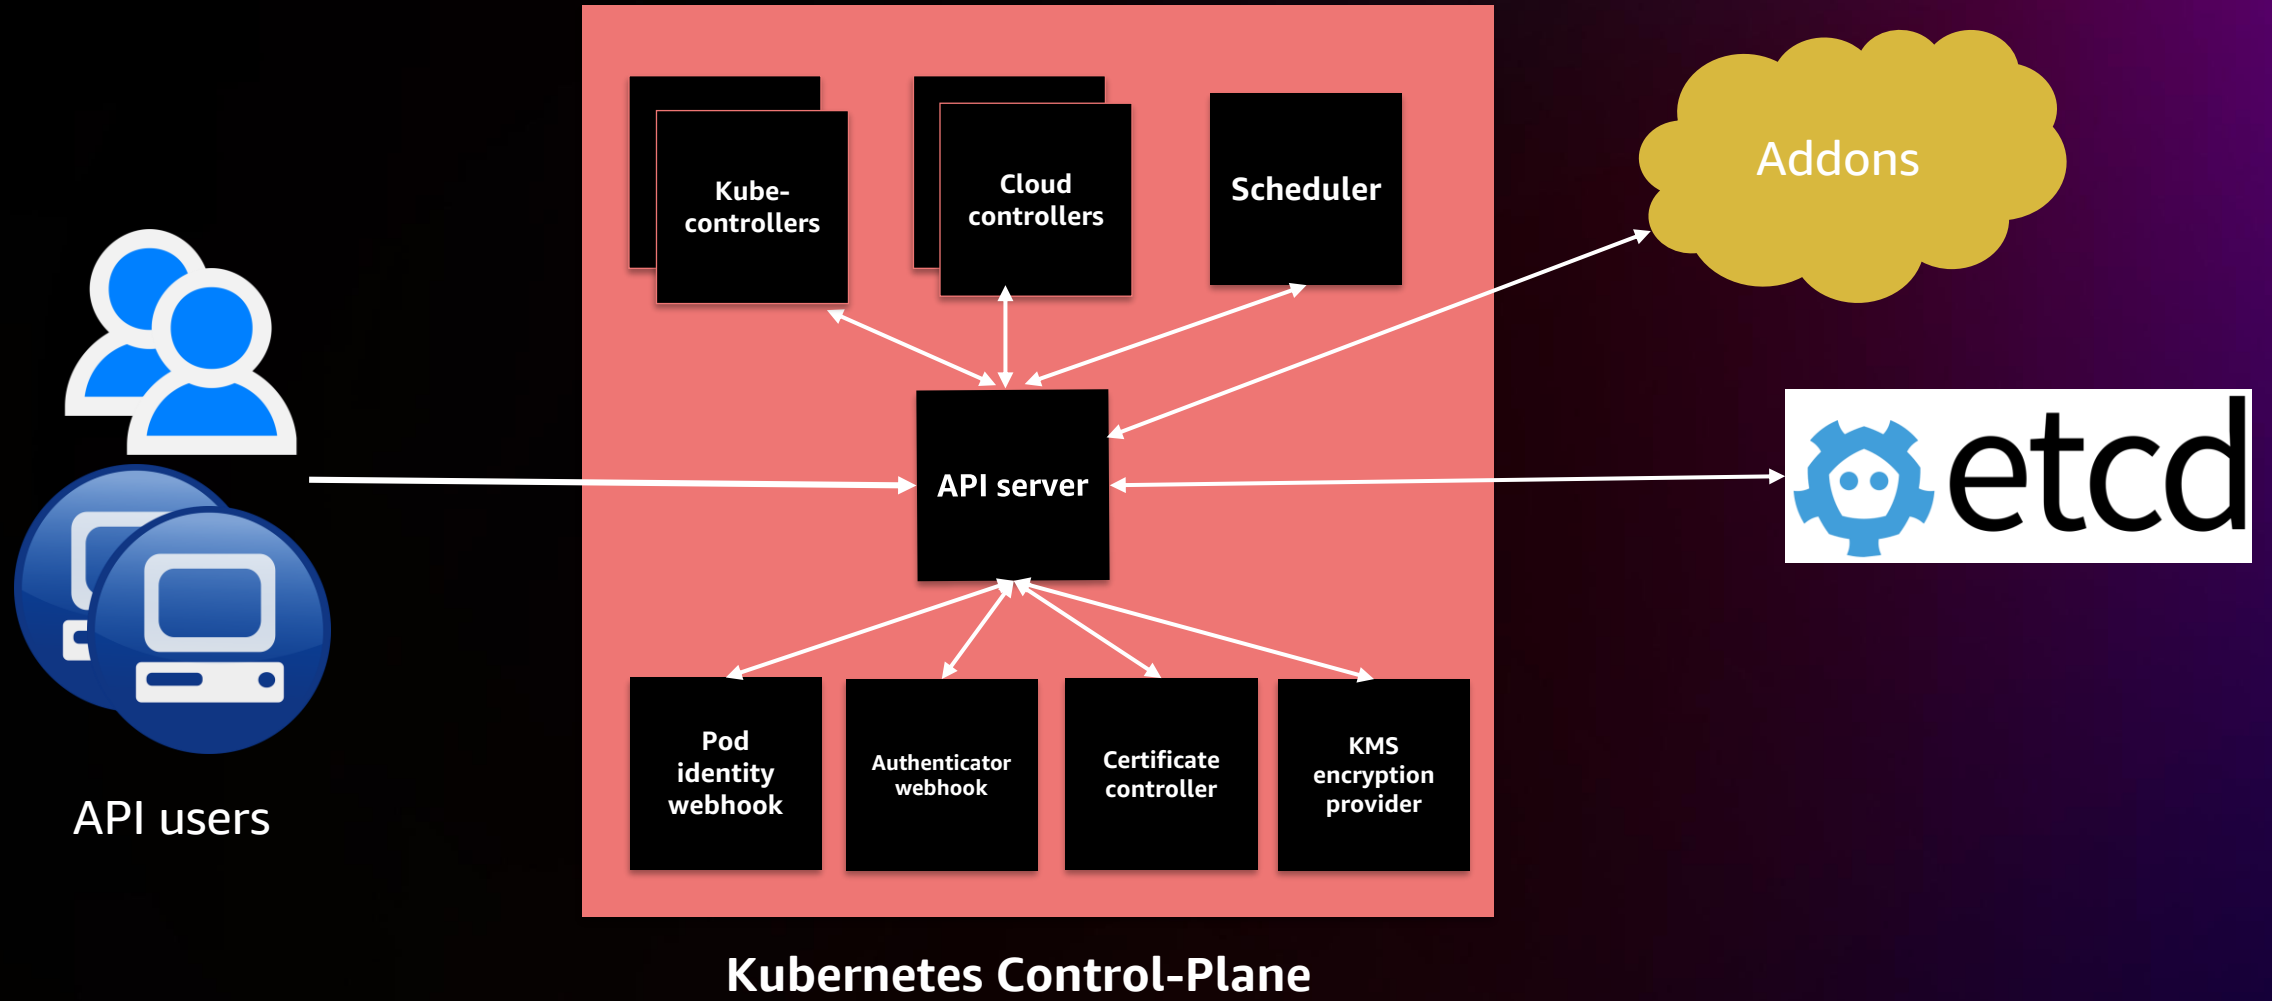 Kube-
controllers
Cloud
controllers
Scheduler
Addons
API server
etcd
Pod
identity
webhook
Authenticator
webhook
Certificate
controller
KMS
encryption
provider
API users
Kubernetes Control-Plane